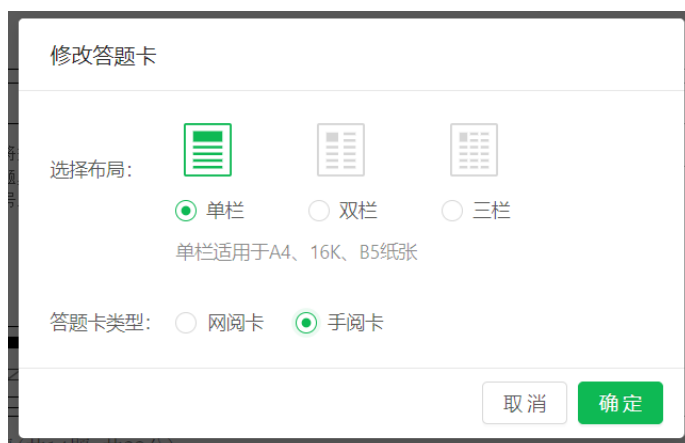 修改答题卡
选择布局:
单栏 双栏 三栏
单栏适用于A4、16K、B5纸张
答题卡类型: 网阅卡 手阅卡
取消 确定